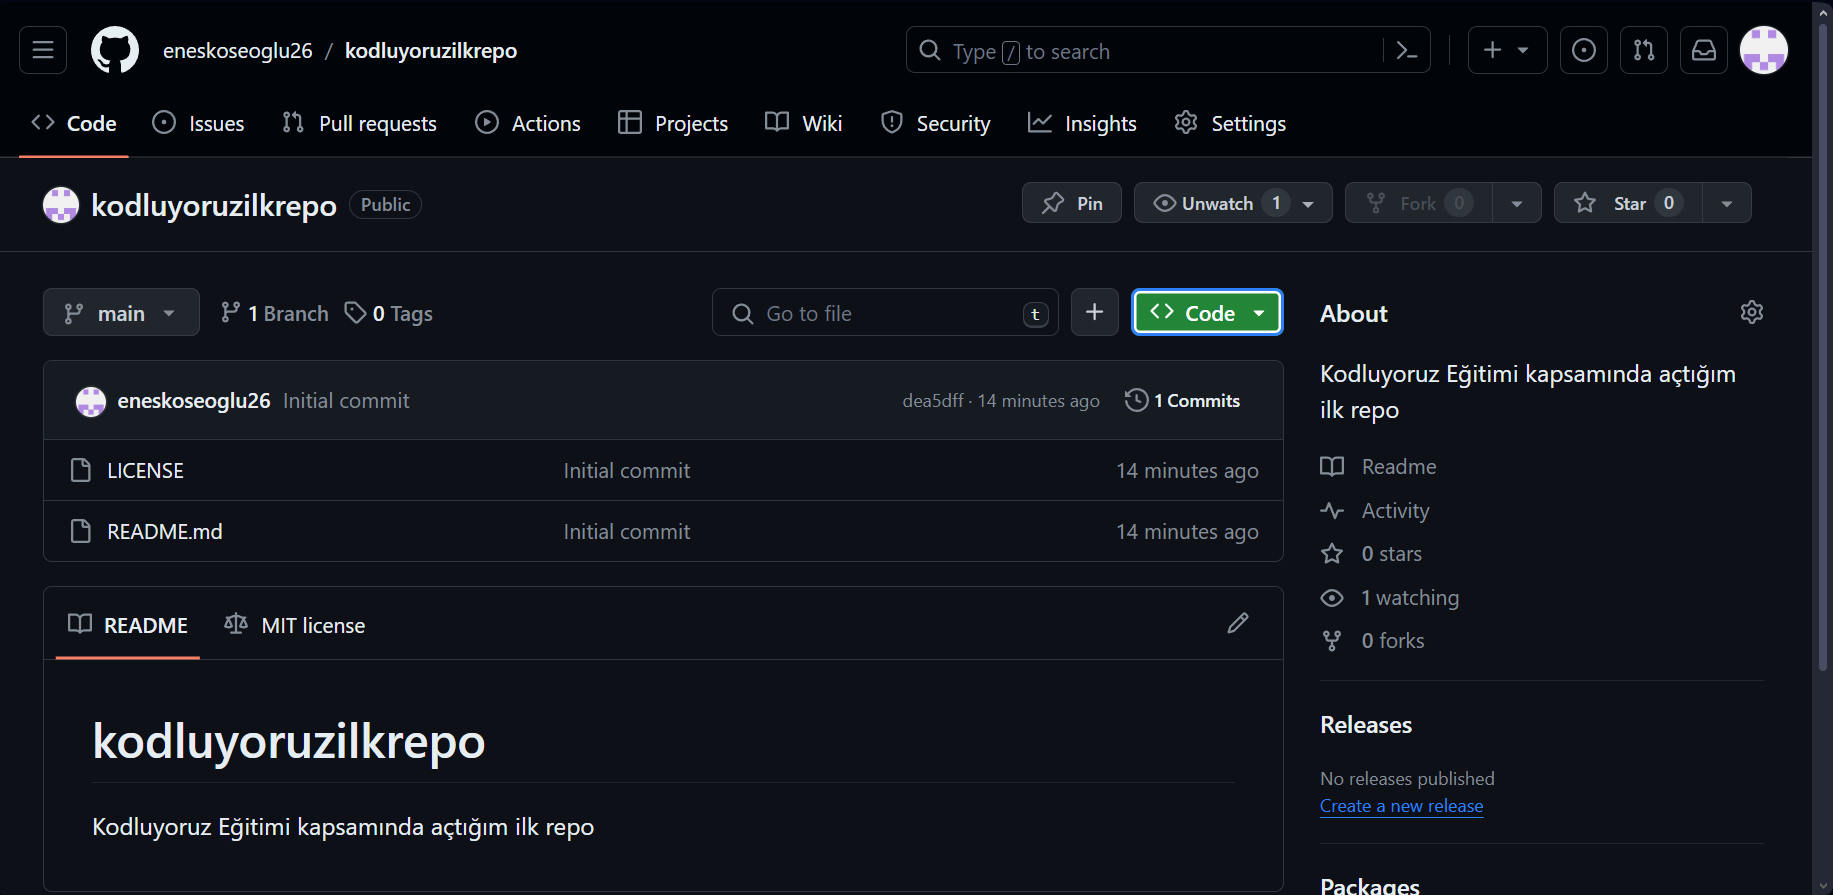 eneskoseoglu26 / kodluyoruzilkrepo
Type / to search
Code Issues Pull requests Actions Projects Wiki Security Insights Settings
kodluyoruzilkrepo Public
Pin Unwatch 1 Fork 0 Star 0
main 1 Branch 0 Tags Go to file t + Code
eneskoseoglu26 Initial commit dea5dff · 14 minutes ago 1 Commits
LICENSE Initial commit 14 minutes ago
README.md Initial commit 14 minutes ago
README MIT license
kodluyoruzilkrepo
Kodluyoruz Eğitimi kapsamında açtığım ilk repo
About
Kodluyoruz Eğitimi kapsamında açtığım
ilk repo
Readme
Activity
0 stars
1 watching
0 forks
Releases
No releases published
Create a new release
Packages